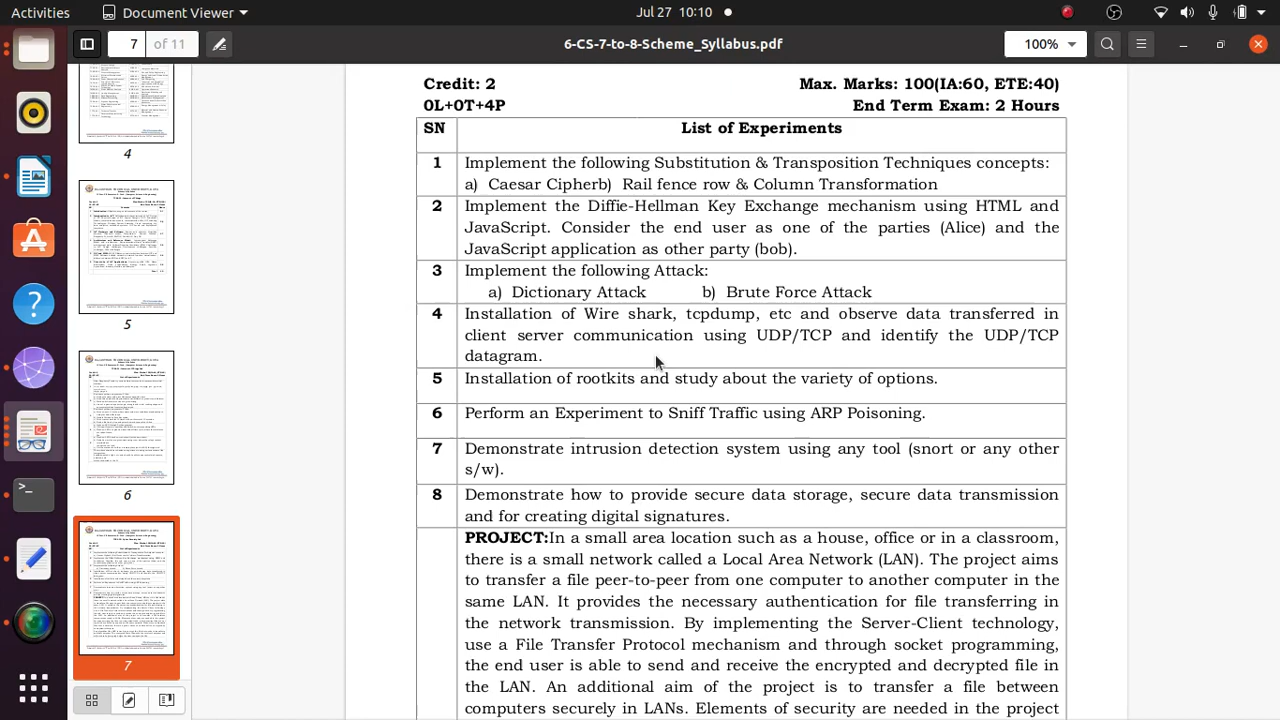 Activities
Document Viewer
Jul 27 10:10
7 of 11
6-CSC-7-to-8-Scheme_Syllabus.pdf
100%
4
5
6
7
Credit: 2
Max. Marks: 100(IA:60, ETE:40)
0L+0T+4P
End Term Exam: 2 Hours
SN List of Experiments
1 Implement the following Substitution & Transposition Techniques concepts:
a) Caesar Cipher b) Rail fence row & Column Transformation
2 Implement the Diffie-Hellman Key Exchange mechanism using HTML and
JavaScript. Consider the end user as one of the parties (Alice) and the
JavaScript application as other party (bob).
3 Implement the following Attack:
a) Dictionary Attack b) Brute Force Attack
4 Installation of Wire shark, tcpdump, etc and observe data transferred in
client server communication using UDP/TCP and identify the UDP/TCP
datagram.
5 Installation of rootkits and study about the variety of options.
6 Perform an Experiment to Sniff Traffic using ARP Poisoning.
7 Demonstrate intrusion detection system using any tool (snort or any other
s/w).
8 Demonstrate how to provide secure data storage, secure data transmission
and for creating digital signatures.
PROJECT: In a small area location such as a house, office or in a classroom,
there is a small network called a Local Area Network (LAN). The project aims
to transfer a file peer-to-peer from one computer to another computer in the
same LAN. It provides the necessary authentication for file transferring in
the network transmission. By implementing the Server-Client technology,
use a File Transfer Protocol mechanism and through socket programming,
the end user is able to send and receive the encrypted and decrypted file in
the LAN. An additional aim of the project is to transfer a file between
computers securely in LANs. Elements of security are needed in the project